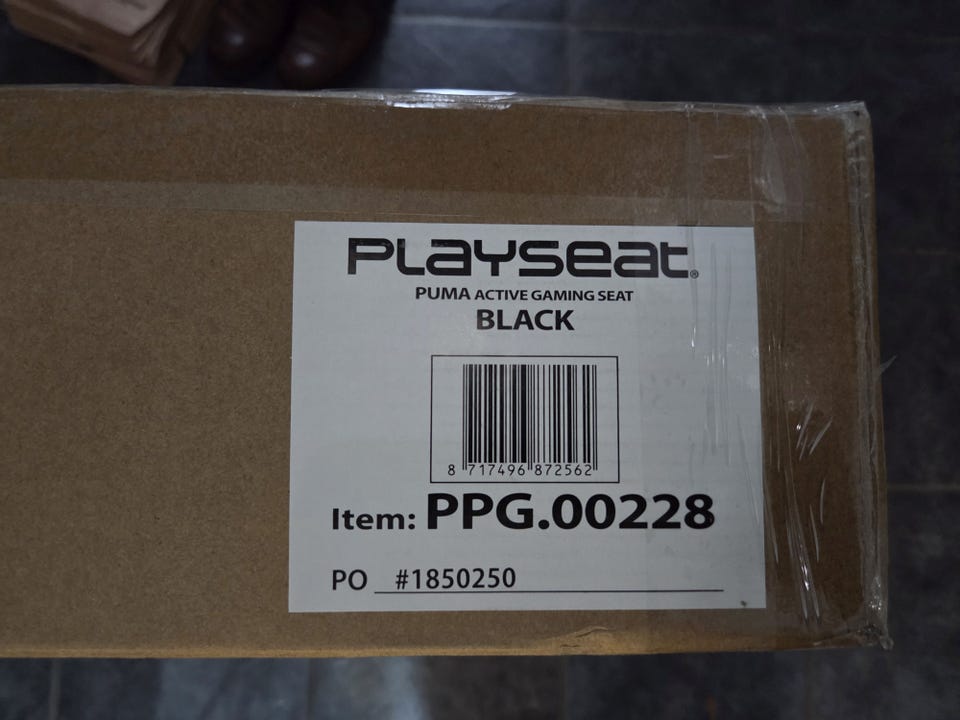 PLAYSEAT®
PUMA ACTIVE GAMING SEAT
BLACK
8 717496 872562
Item: PPG.00228
PO #1850250